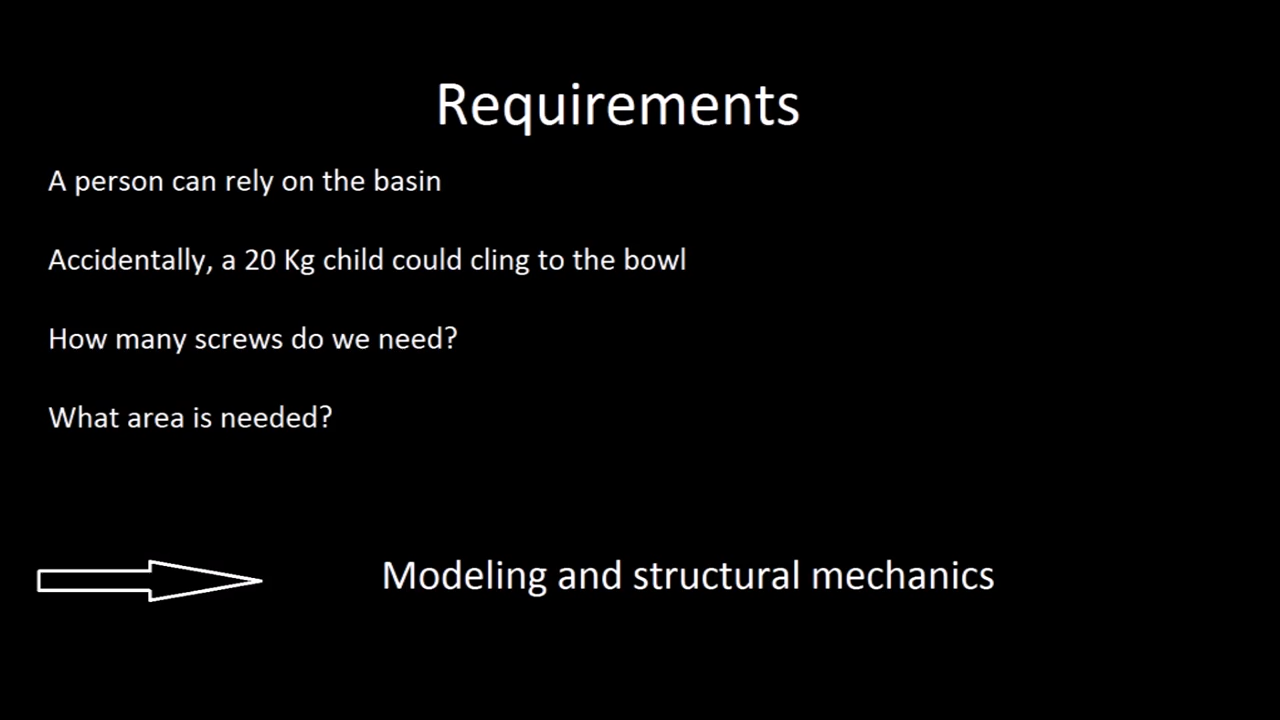 Requirements
A person can rely on the basin
Accidentally, a 20 Kg child could cling to the bowl
How many screws do we need?
What area is needed?
Modeling and structural mechanics